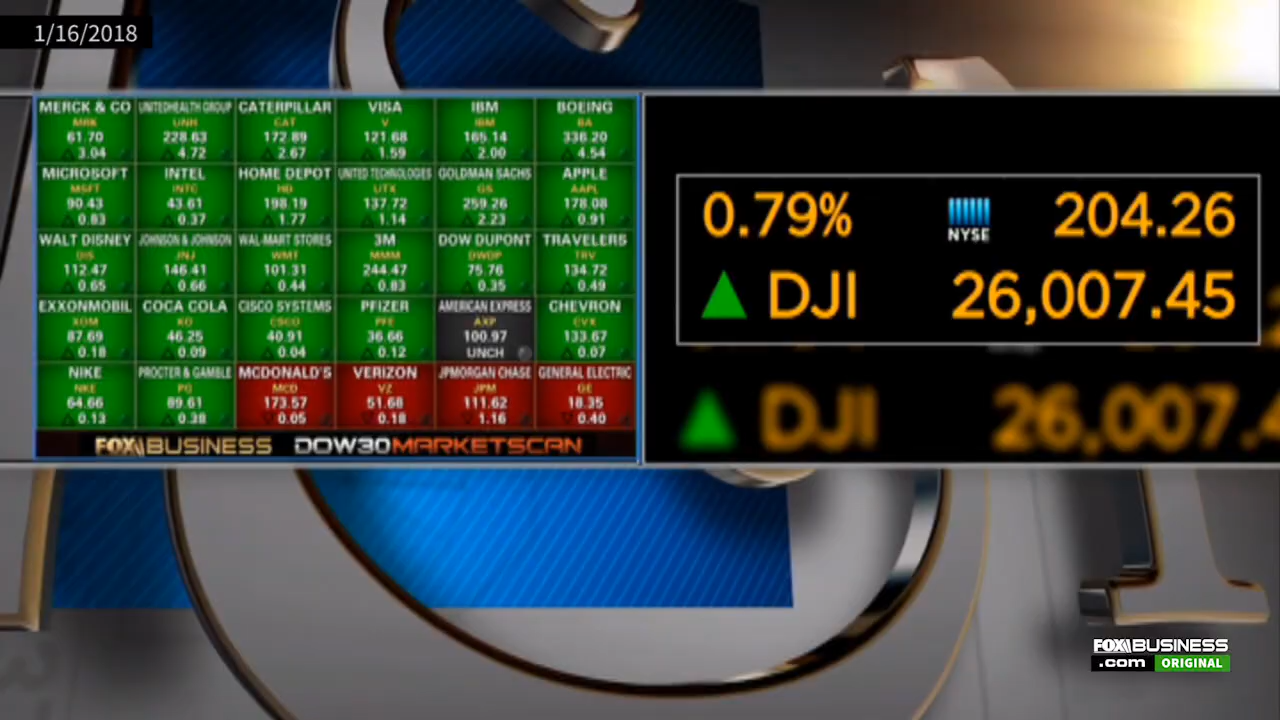 1/16/2018
MERCK & CO UNITEDHEALTH GROUP CATERPILLAR VISA IBM BOEING
MRK UNH CAT V IBM BA
61.70 228.63 172.89 121.68 165.14 336.20
3.04 4.72 2.67 1.59 2.00 4.54
MICROSOFT INTEL HOME DEPOT UNITED TECHNOLOGIES GOLDMAN SACHS APPLE
MSFT INTC HD UTX GS AAPL
90.43 43.61 198.19 137.72 259.26 178.08
0.83 0.37 1.77 1.14 2.23 0.91
WALT DISNEY JOHNSON & JOHNSON WAL-MART STORES 3M DOW DUPONT TRAVELERS
DIS JNJ WMT MMM DWDP TRV
112.47 146.41 101.31 244.47 75.76 134.72
0.65 0.66 0.44 0.83 0.35 0.49
EXXONMOBIL COCA COLA CISCO SYSTEMS PFIZER AMERICAN EXPRESS CHEVRON
XOM KO CSCO PFE AXP CVX
87.69 46.25 40.91 36.66 100.97 133.67
0.18 0.09 0.04 0.12 UNCH 0.07
NIKE PROCTER & GAMBLE MCDONALD'S VERIZON JPMORGAN CHASE GENERAL ELECTRIC
NKE PG MCD VZ JPM GE
64.66 89.61 173.57 51.68 111.62 18.35
0.13 0.38 0.05 0.18 1.16 0.40
FOX BUSINESS DOW30MARKETSCAN
0.79% NYSE 204.26
DJI 26,007.45
DJI 26,007.4
FOX BUSINESS
.com ORIGINAL